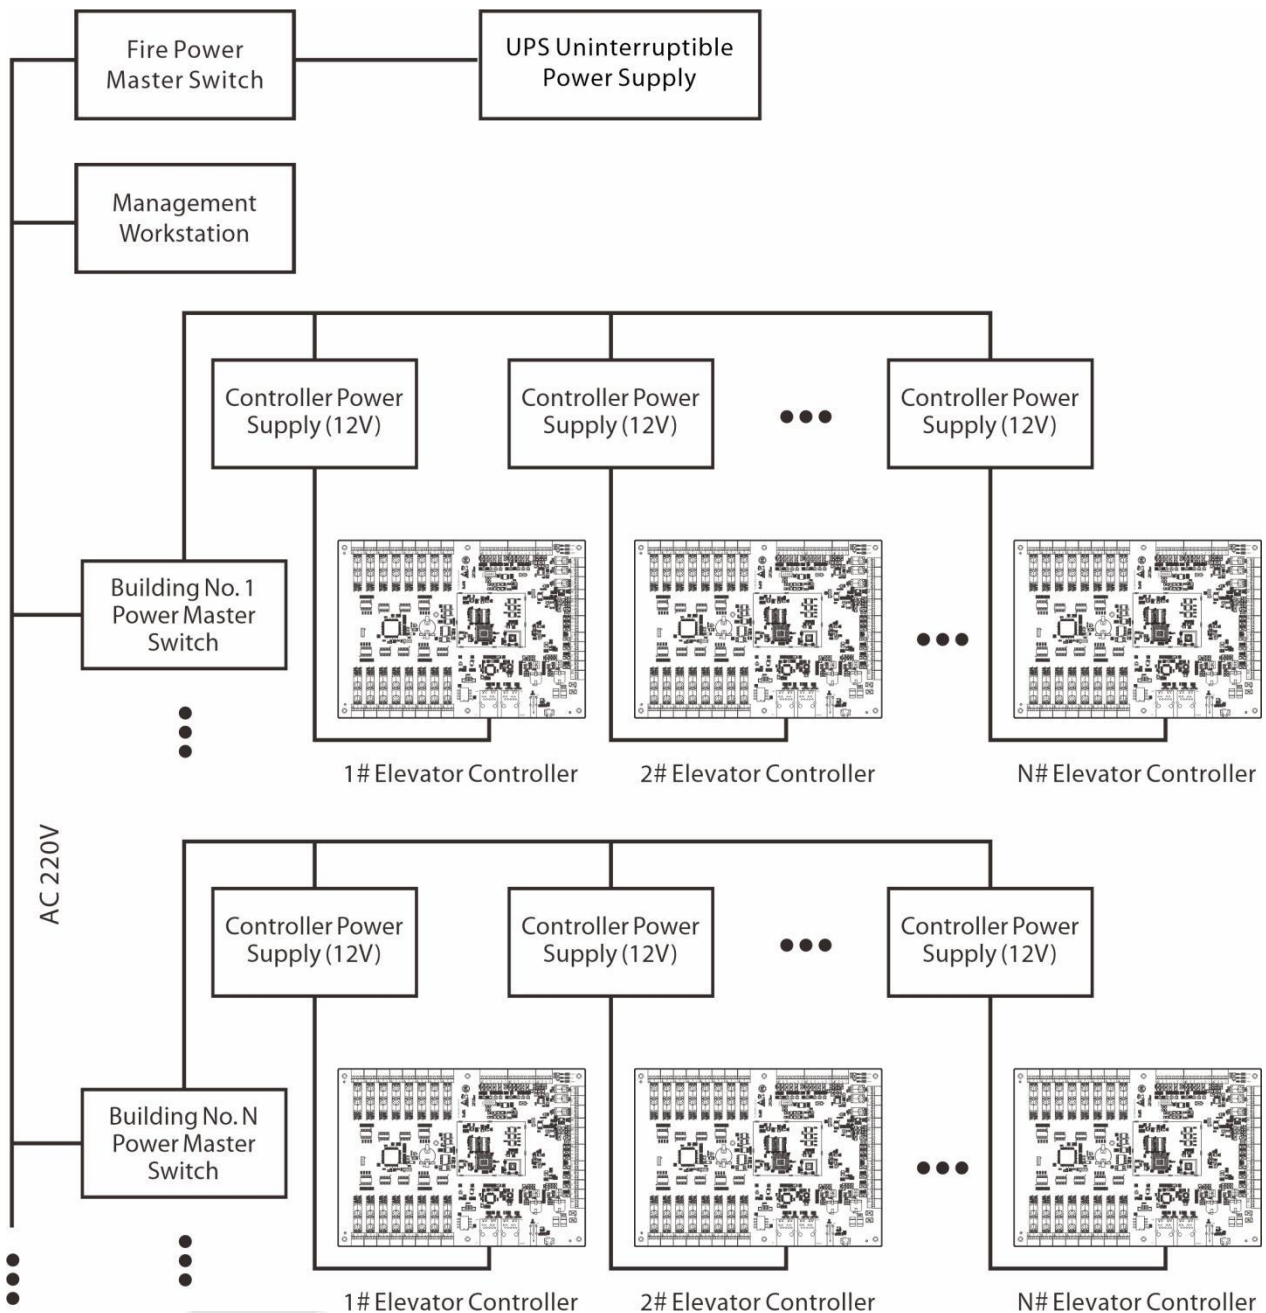 Fire Power
Master Switch
UPS Uninterruptible
Power Supply
Management
Workstation
Controller Power
Supply (12V)
Controller Power
Supply (12V)
Controller Power
Supply (12V)
Building No. 1
Power Master
Switch
1# Elevator Controller
2# Elevator Controller
N# Elevator Controller
AC 220V
Controller Power
Supply (12V)
Controller Power
Supply (12V)
Controller Power
Supply (12V)
Building No. N
Power Master
Switch
1# Elevator Controller
2# Elevator Controller
N# Elevator Controller